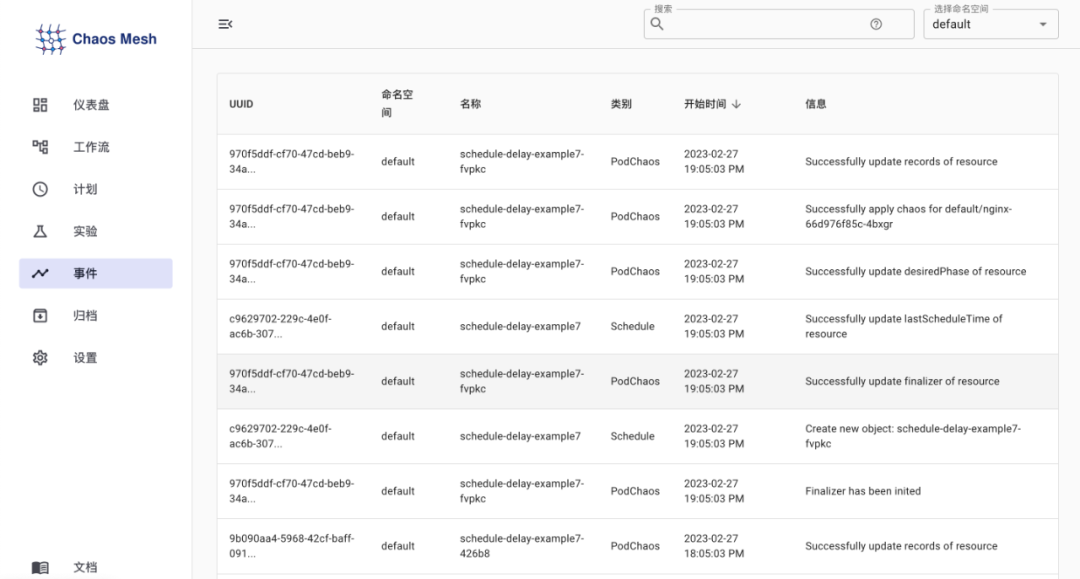 Chaos Mesh
搜索
选择命名空间
default
仪表盘
工作流
计划
实验
事件
归档
设置
文档
UUID
命名空
间
名称
类别
开始时间
信息
970f5ddf-cf70-47cd-beb9-
34a...
default
schedule-delay-example7-
fvpkc
PodChaos
2023-02-27
19:05:03 PM
Successfully update records of resource
970f5ddf-cf70-47cd-beb9-
34a...
default
schedule-delay-example7-
fvpkc
PodChaos
2023-02-27
19:05:03 PM
Successfully apply chaos for default/nginx-
66d976f85c-4bxgr
970f5ddf-cf70-47cd-beb9-
34a...
default
schedule-delay-example7-
fvpkc
PodChaos
2023-02-27
19:05:03 PM
Successfully update desiredPhase of resource
c9629702-229c-4e0f-
ac6b-307...
default
schedule-delay-example7
Schedule
2023-02-27
19:05:03 PM
Successfully update lastScheduleTime of
resource
970f5ddf-cf70-47cd-beb9-
34a...
default
schedule-delay-example7-
fvpkc
PodChaos
2023-02-27
19:05:03 PM
Successfully update finalizer of resource
c9629702-229c-4e0f-
ac6b-307...
default
schedule-delay-example7
Schedule
2023-02-27
19:05:03 PM
Create new object: schedule-delay-example7-
fvpkc
970f5ddf-cf70-47cd-beb9-
34a...
default
schedule-delay-example7-
fvpkc
PodChaos
2023-02-27
19:05:03 PM
Finalizer has been inited
9b090aa4-5968-42cf-baff-
091...
default
schedule-delay-example7-
426b8
PodChaos
2023-02-27
18:05:03 PM
Successfully update records of resource